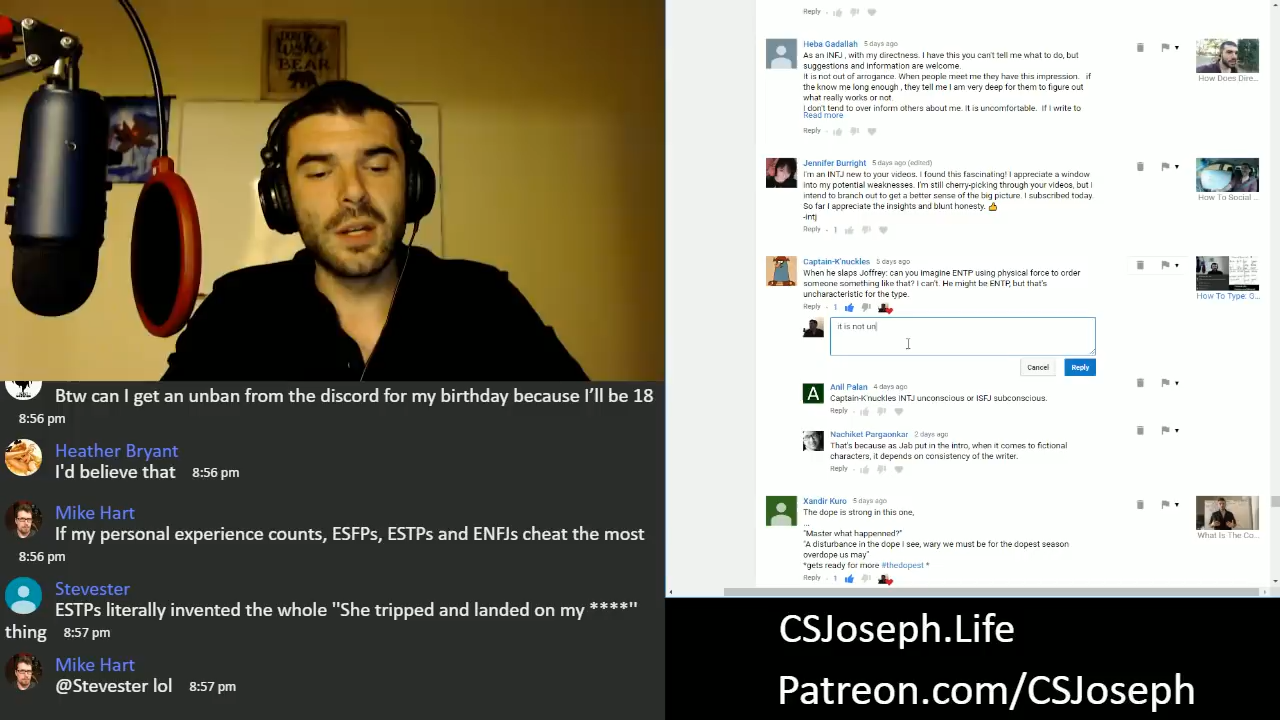 Btw can I get an unban from the discord for my birthday because I'll be 18
8:56 pm
Heather Bryant
I'd believe that 8:56 pm
Mike Hart
If my personal experience counts, ESFPs, ESTPs and ENFJs cheat the most
8:56 pm
Stevester
ESTPs literally invented the whole "She tripped and landed on my ****"
thing 8:57 pm
Mike Hart
@Stevester lol 8:57 pm
Reply
Heba Gadallah 5 days ago
As an INFJ , with my directness. I have this you can't tell me what to do, but
suggestions and information are welcome.
It is not out of arrogance. When people meet me they have this impression. if
the know me long enough , they tell me I am very deep for them to figure out
what really works or not.
I don't tend to over inform others about me. It is uncomfortable. If I write to
Read more
Reply
How Does Dire...
Jennifer Burright 5 days ago (edited)
I'm an INTJ new to your videos. I found this fascinating! I appreciate a window
into my potential weaknesses. I'm still cherry-picking through your videos, but I
intend to branch out to get a better sense of the big picture. I subscribed today.
So far I appreciate the insights and blunt honesty. 👍
-intj
Reply 1
How To Social ...
Captain-K'nuckles 5 days ago
When he slaps Joffrey: can you imagine ENTP using physical force to order
someone something like that? I can't. He might be ENTP, but that's
uncharacteristic for the type.
Reply 1
How To Type: G...
it is not un
Cancel Reply
A
Anil Palan 4 days ago
Captain-K'nuckles INTJ unconscious or ISFJ subconscious.
Reply
Nachiket Pargaonkar 2 days ago
That's because as Jab put in the intro, when it comes to fictional
characters, it depends on consistency of the writer.
Reply
Xandir Kuro 5 days ago
The dope is strong in this one,
...
"Master what happenned?"
"A disturbance in the dope I see, wary we must be for the dopest season
overdope us may"
*gets ready for more #thedopest *
Reply 1
What Is The Co...
CSJoseph.Life
Patreon.com/CSJoseph